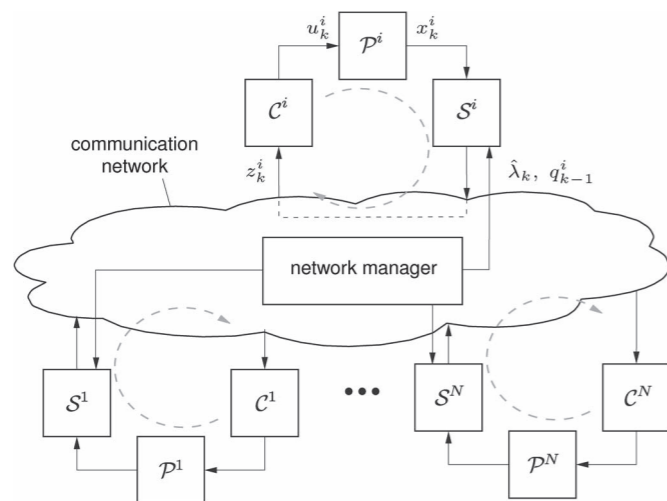 u_k^i
𝒫^i
x_k^i
𝒞^i
𝒮^i
communication
network
z_k^i
λ̂_k, q_{k-1}^i
network manager
𝒮^1
𝒞^1
•••
𝒮^N
𝒞^N
𝒫^1
𝒫^N